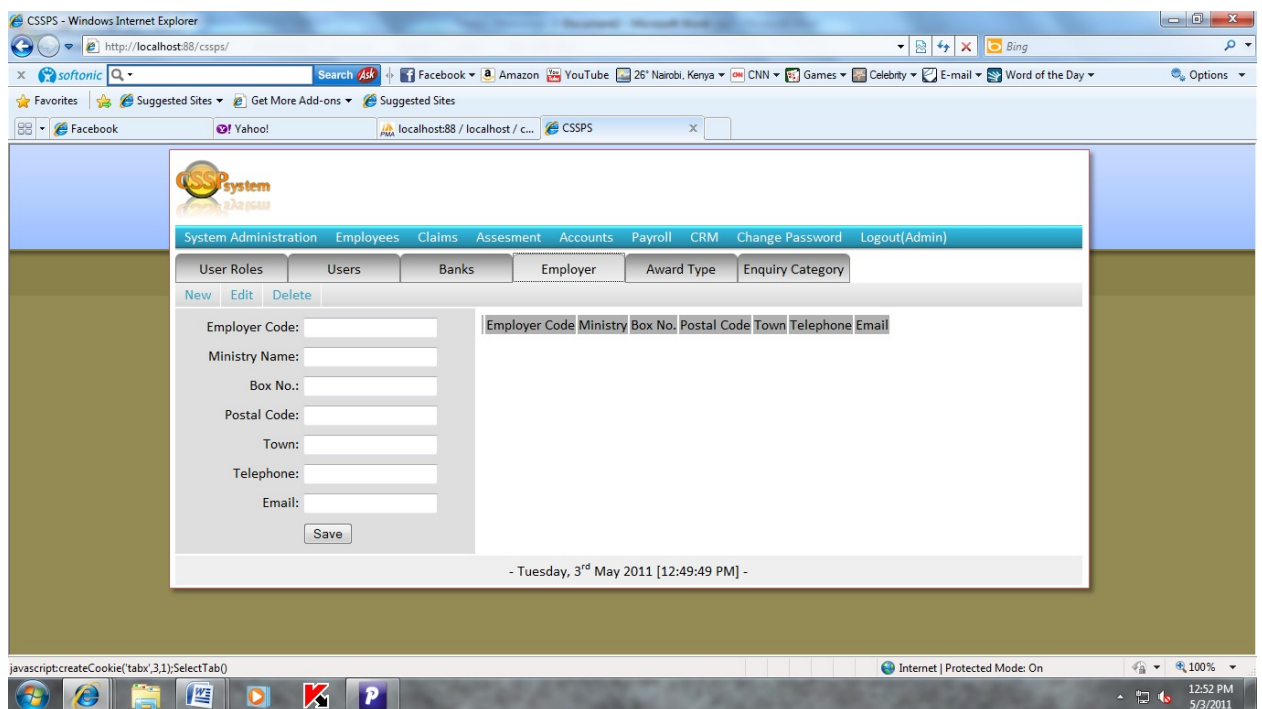 CSSPS - Windows Internet Explorer
http://localhost:88/cssps/ Bing
x softonic Search Ask Facebook Amazon YouTube 26° Nairobi, Kenya CNN Games Celebrity E-mail Word of the Day Options
Favorites Suggested Sites Get More Add-ons Suggested Sites
Facebook Yahoo! localhost:88 / localhost / c... CSSPS x
CSSPsystem
System Administration Employees Claims Assesment Accounts Payroll CRM Change Password Logout(Admin)
User Roles Users Banks Employer Award Type Enquiry Category
New Edit Delete
Employer Code: Employer Code Ministry Box No. Postal Code Town Telephone Email
Ministry Name:
Box No.:
Postal Code:
Town:
Telephone:
Email:
Save
- Tuesday, 3rd May 2011 [12:49:49 PM] -
javascript:createCookie('tabx',3,1);SelectTab() Internet | Protected Mode: On 100%
12:52 PM
5/3/2011